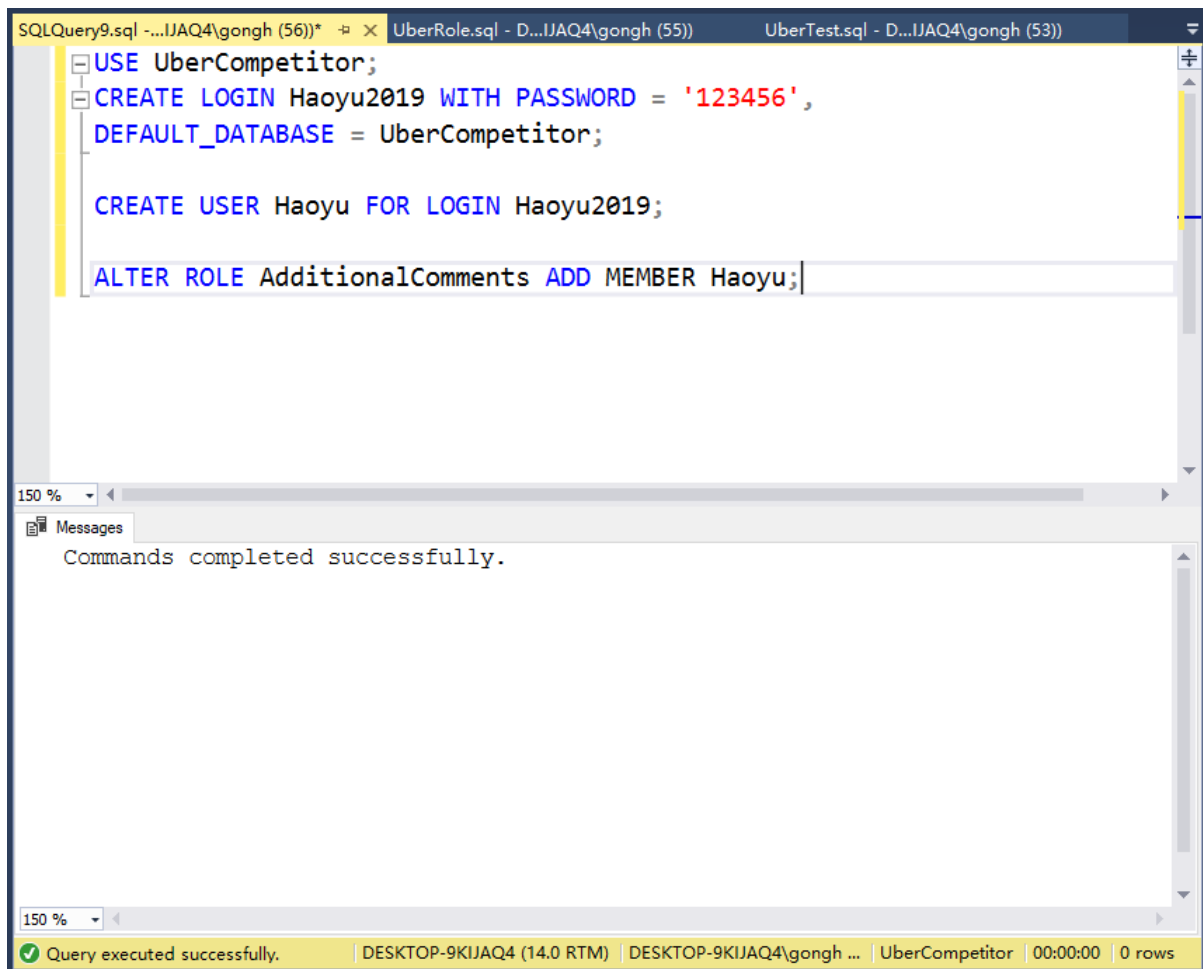 SQLQuery9.sql -...IJAQ4\gongh (56))* UberRole.sql - D...IJAQ4\gongh (55)) UberTest.sql - D...IJAQ4\gongh (53))
USE UberCompetitor;
CREATE LOGIN Haoyu2019 WITH PASSWORD = '123456',
DEFAULT_DATABASE = UberCompetitor;
CREATE USER Haoyu FOR LOGIN Haoyu2019;
ALTER ROLE AdditionalComments ADD MEMBER Haoyu;
150 %
Messages
Commands completed successfully.
150 %
Query executed successfully. DESKTOP-9KIJAQ4 (14.0 RTM) DESKTOP-9KIJAQ4\gongh ... UberCompetitor 00:00:00 0 rows